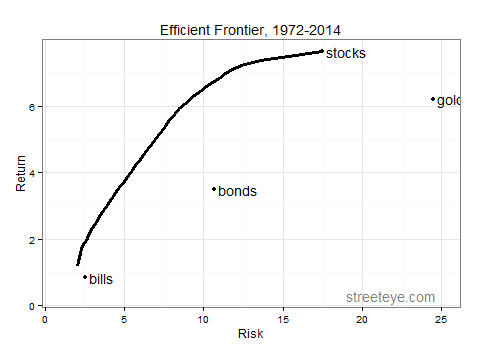 Efficient Frontier, 1972-2014
stocks
gold
6
Return
4
bonds
2
bills
streeteye.com
0
0 5 10 15 20 25
Risk